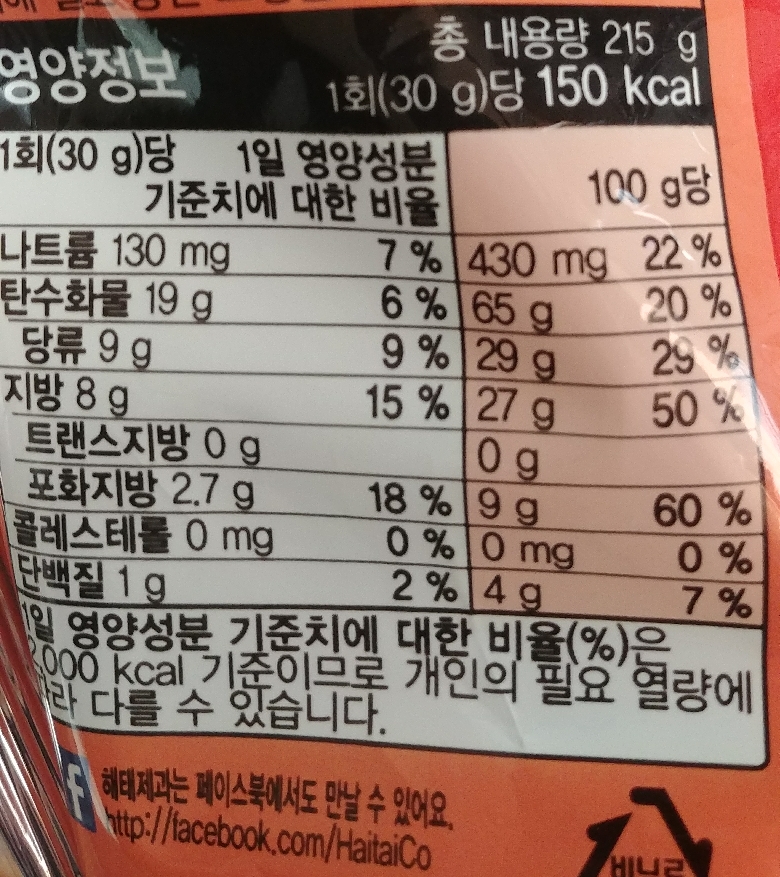 영양정보
총 내용량 215 g
1회(30 g)당 150 kcal
1회(30 g)당 1일 영양성분
기준치에 대한 비율
100 g당
나트륨 130 mg 7 % 430 mg 22 %
탄수화물 19 g 6 % 65 g 20 %
당류 9 g 9 % 29 g 29 %
지방 8 g 15 % 27 g 50 %
트랜스지방 0 g 0 g
포화지방 2.7 g 18 % 9 g 60 %
콜레스테롤 0 mg 0 % 0 mg 0 %
단백질 1 g 2 % 4 g 7 %
1일 영양성분 기준치에 대한 비율(%)은
2,000 kcal 기준이므로 개인의 필요 열량에
따라 다를 수 있습니다.
f 해태제과는 페이스북에서도 만날 수 있어요.
http://facebook.com/HaitaiCo
비닐류